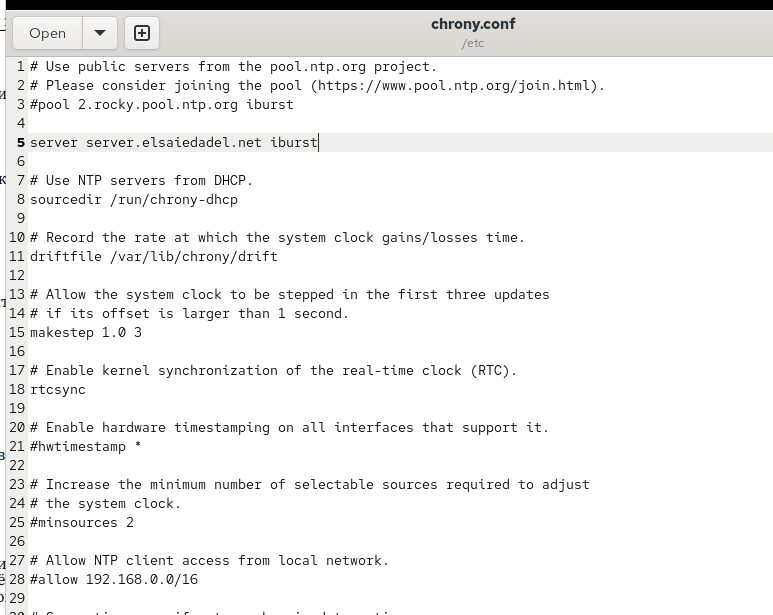 chrony.conf
Open
/etc
1 # Use public servers from the pool.ntp.org project.
2 # Please consider joining the pool (https://www.pool.ntp.org/join.html).
3 #pool 2.rocky.pool.ntp.org iburst
4
5 server server.elsaiedadel.net iburst
6
7 # Use NTP servers from DHCP.
8 sourcedir /run/chrony-dhcp
9
10 # Record the rate at which the system clock gains/losses time.
11 driftfile /var/lib/chrony/drift
12
13 # Allow the system clock to be stepped in the first three updates
14 # if its offset is larger than 1 second.
15 makestep 1.0 3
16
17 # Enable kernel synchronization of the real-time clock (RTC).
18 rtcsync
19
20 # Enable hardware timestamping on all interfaces that support it.
21 #hwtimestamp *
22
23 # Increase the minimum number of selectable sources required to adjust
24 # the system clock.
25 #minsources 2
26
27 # Allow NTP client access from local network.
28 #allow 192.168.0.0/16
29